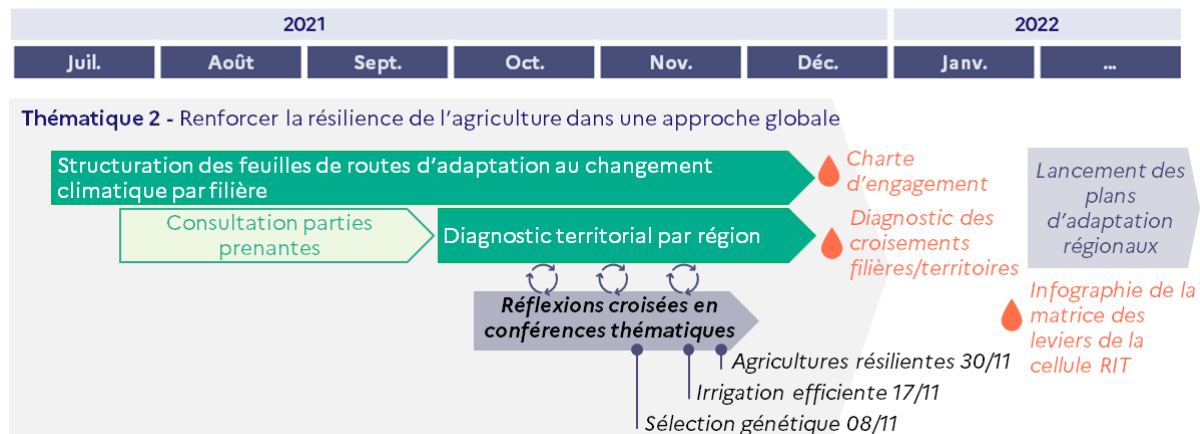 2021
2022
Juil.
Août
Sept.
Oct.
Nov.
Déc.
Janv.
...
Thématique 2 - Renforcer la résilience de l'agriculture dans une approche globale
Structuration des feuilles de routes d'adaptation au changement
climatique par filière
Charte
d'engagement
Lancement des
plans
d'adaptation
régionaux
Consultation parties
prenantes
Diagnostic territorial par région
Diagnostic des
croisements
filières/territoires
Réflexions croisées en
conférences thématiques
Infographie de la
matrice des
leviers de la
cellule RIT
Agricultures résilientes 30/11
Irrigation efficiente 17/11
Sélection génétique 08/11